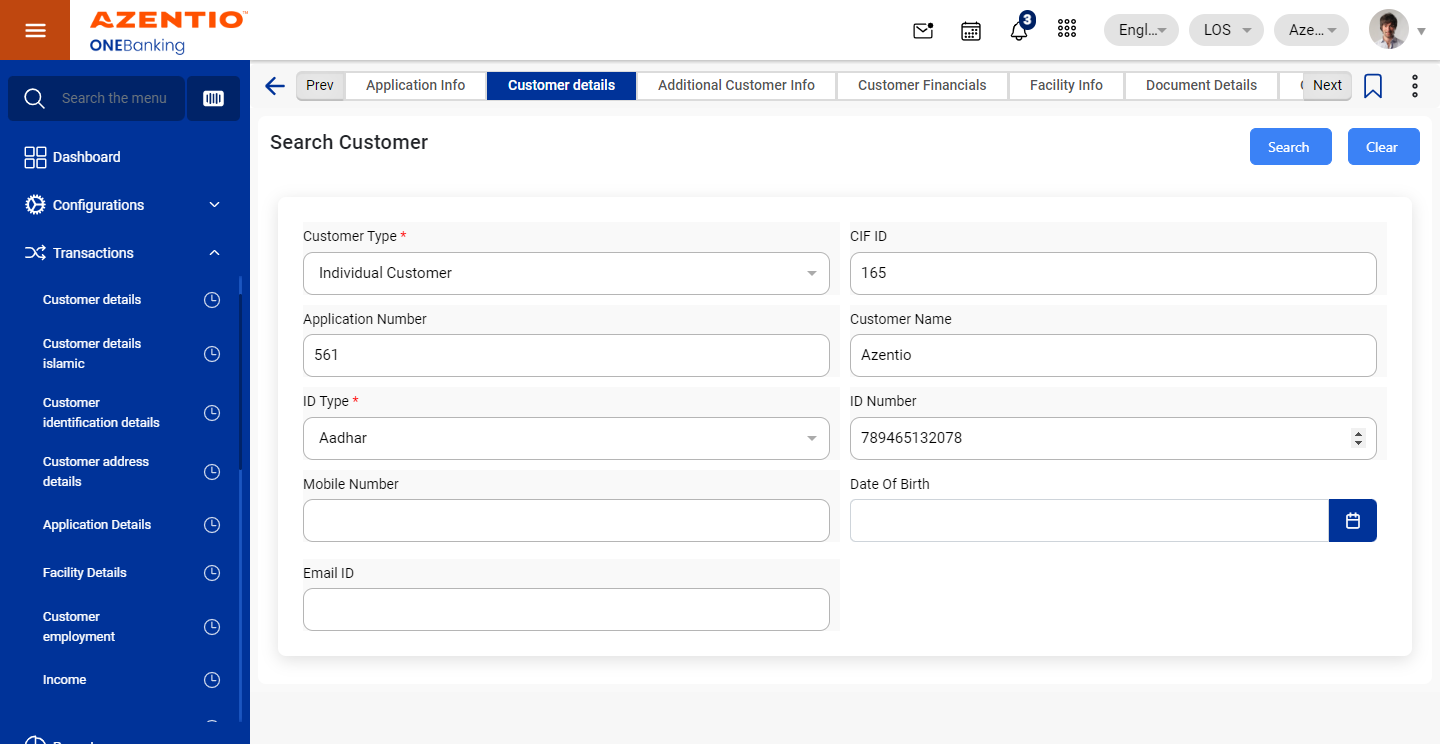 AZENTIO™
ONEBanking
3
Engl...
LOS
Aze...
Search the menu
Prev
Application Info
Customer details
Additional Customer Info
Customer Financials
Facility Info
Document Details
Next
Dashboard
Configurations
Transactions
Customer details
Customer details
islamic
Customer
identification details
Customer address
details
Application Details
Facility Details
Customer
employment
Income
Search Customer
Search
Clear
Customer Type *
Individual Customer
CIF ID
165
Application Number
561
Customer Name
Azentio
ID Type *
Aadhar
ID Number
789465132078
Mobile Number
Date Of Birth
Email ID